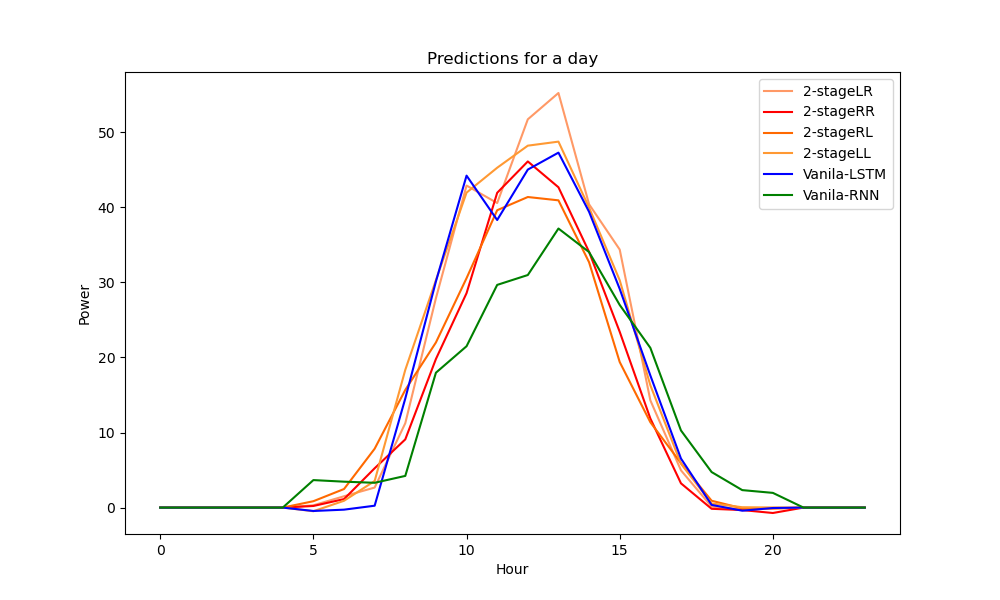 Predictions for a day
2-stageLR
2-stageRR
2-stageRL
2-stageLL
Vanila-LSTM
Vanila-RNN
Power
50
40
30
20
10
0
0 5 10 15 20
Hour